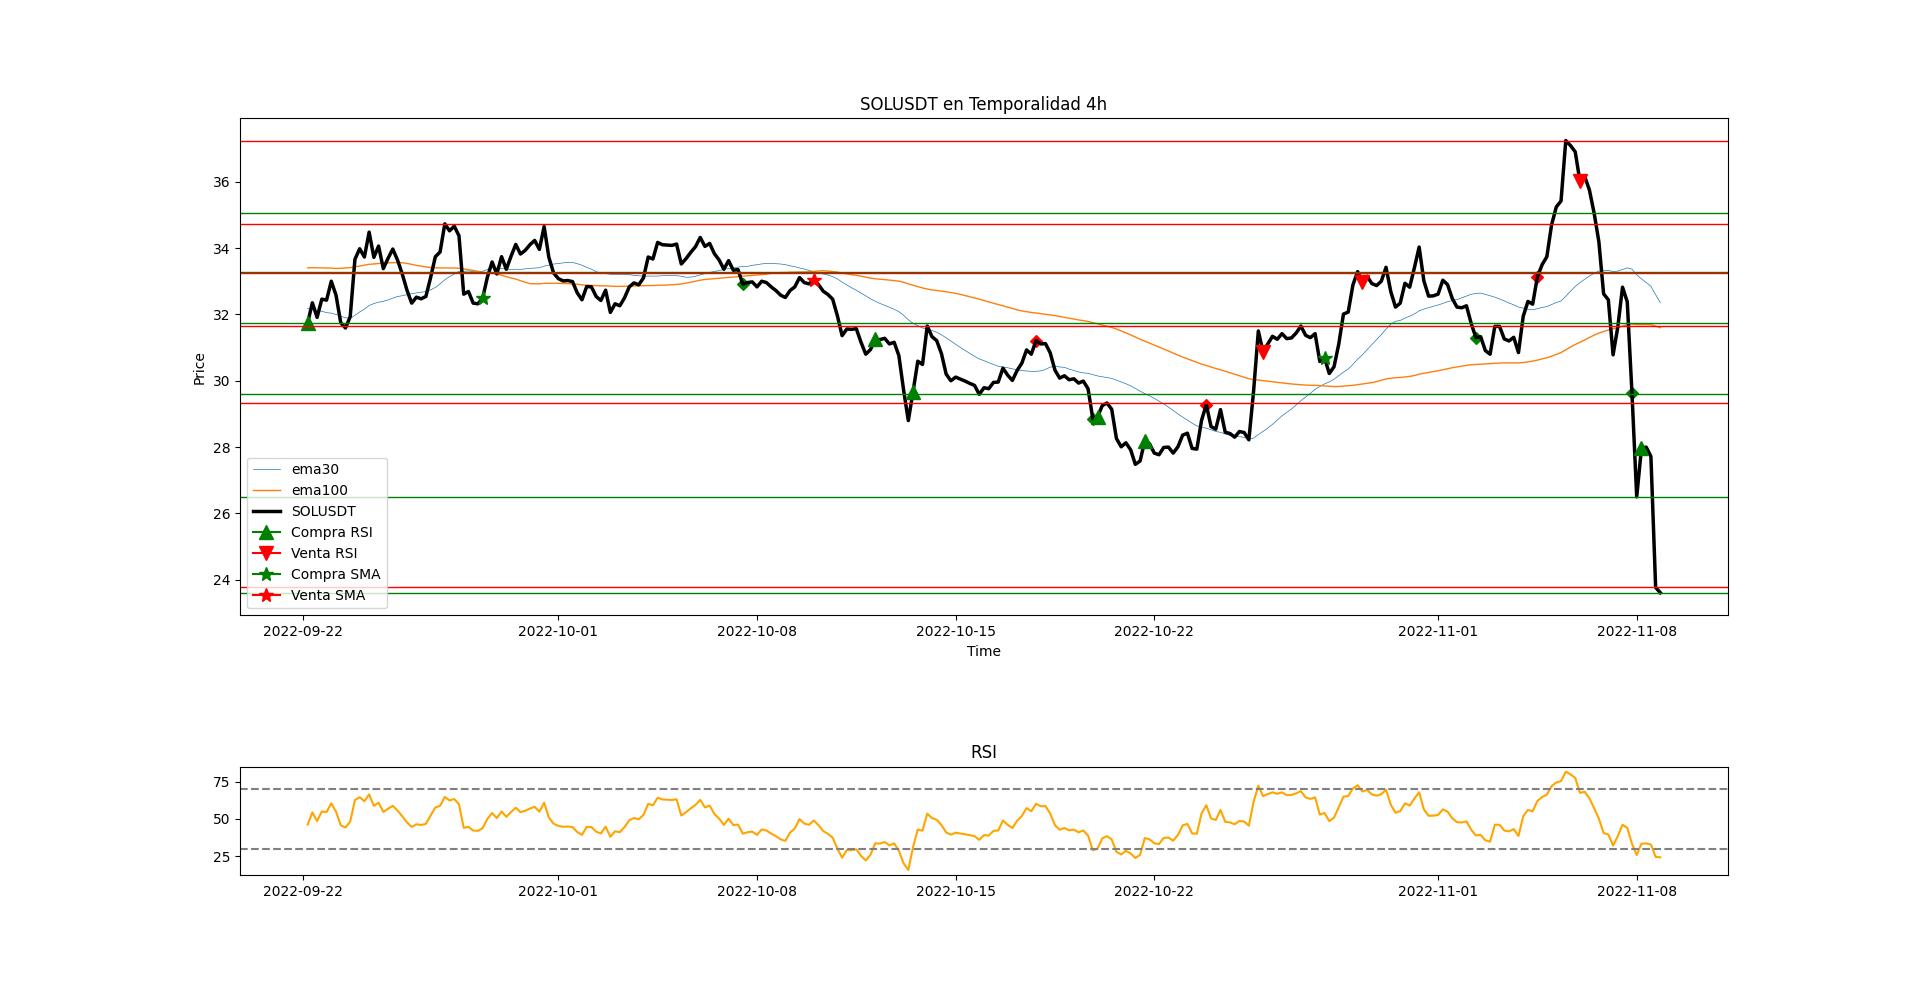 SOLUSDT en Temporalidad 4h
Price
36
34
32
30
28
26
24
ema30
ema100
SOLUSDT
Compra RSI
Venta RSI
Compra SMA
Venta SMA
2022-09-22 2022-10-01 2022-10-08 2022-10-15 2022-10-22 2022-11-01 2022-11-08
Time
RSI
75
50
25
2022-09-22 2022-10-01 2022-10-08 2022-10-15 2022-10-22 2022-11-01 2022-11-08